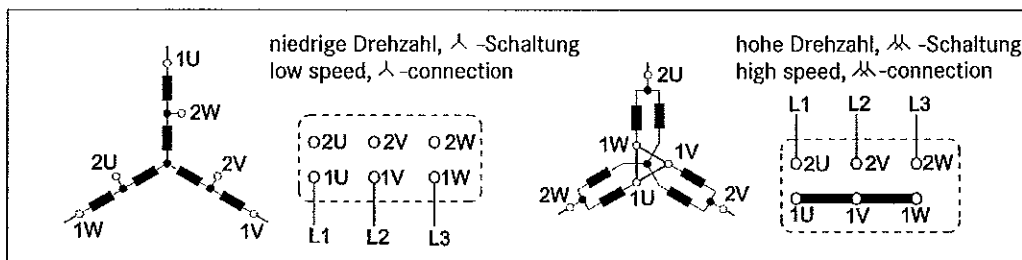 niedrige Drehzahl, ⅄ -Schaltung
low speed, ⅄ -connection
1U
2W
2U
2V
1W
1V
2U 2V 2W
1U 1V 1W
L1 L2 L3
hohe Drehzahl, ⅄⅄ -Schaltung
high speed, ⅄⅄ -connection
2U
1W
1V
2W
1U
2V
L1 L2 L3
2U 2V 2W
1U 1V 1W